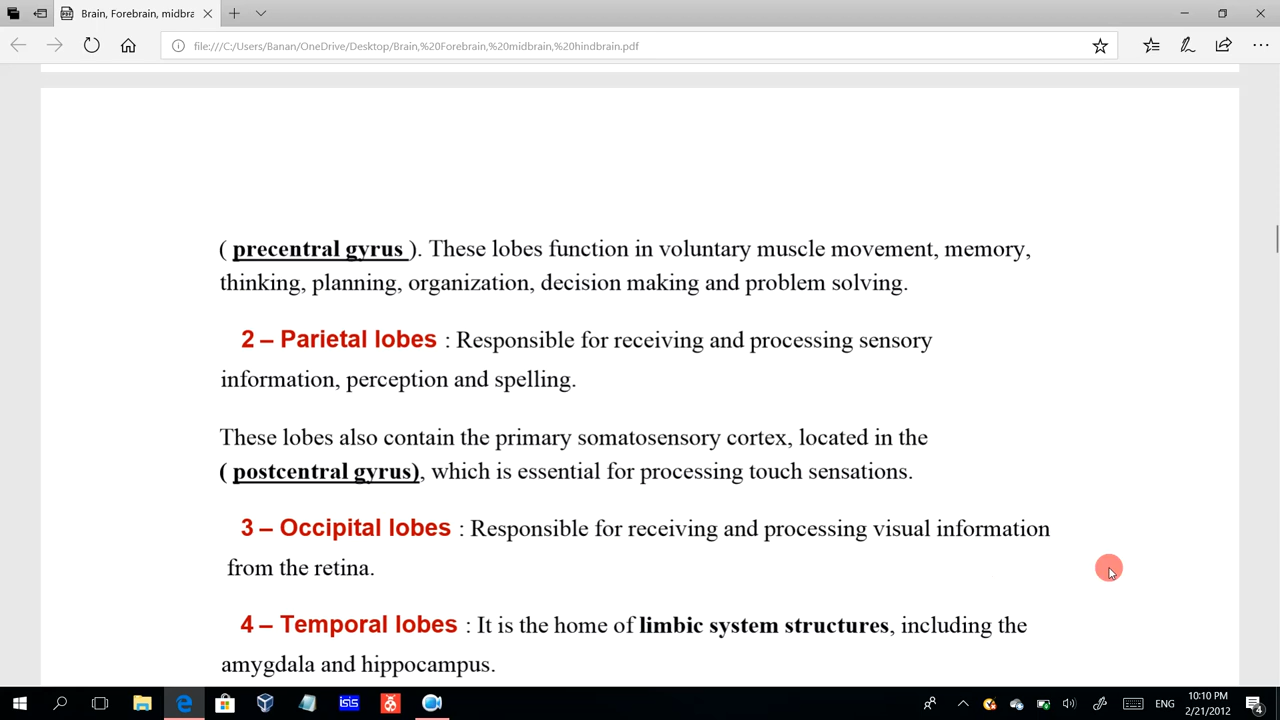 Brain, Forebrain, midbra
file:///C:/Users/Banan/OneDrive/Desktop/Brain,%20Forebrain,%20midbrain,%20hindbrain.pdf
( precentral gyrus ). These lobes function in voluntary muscle movement, memory,
thinking, planning, organization, decision making and problem solving.
2 – Parietal lobes : Responsible for receiving and processing sensory
information, perception and spelling.
These lobes also contain the primary somatosensory cortex, located in the
( postcentral gyrus), which is essential for processing touch sensations.
3 – Occipital lobes : Responsible for receiving and processing visual information
from the retina.
4 – Temporal lobes : It is the home of limbic system structures, including the
amygdala and hippocampus.
isis
ENG
10:10 PM
2/21/2012
4